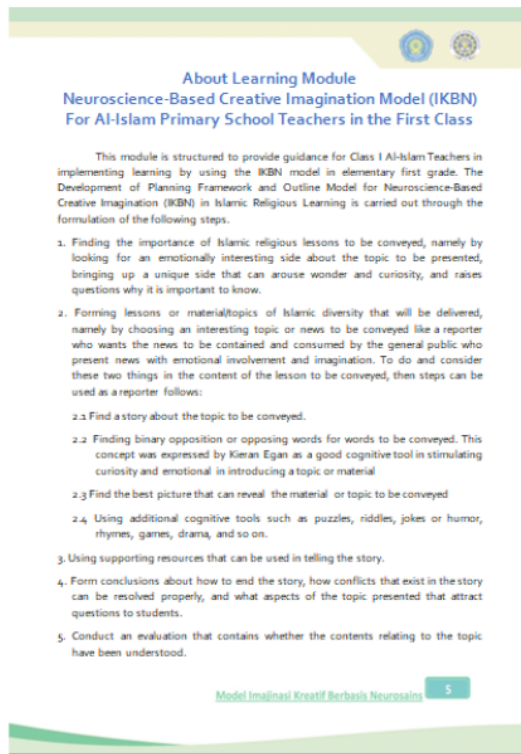 About Learning Module
Neuroscience-Based Creative Imagination Model (IKBN)
For Al-Islam Primary School Teachers in the First Class
This module is structured to provide guidance for Class I Al-Islam Teachers in
implementing learning by using the IKBN model in elementary first grade. The
Development of Planning Framework and Outline Model for Neuroscience-Based
Creative Imagination (IKBN) in Islamic Religious Learning is carried out through the
formulation of the following steps.
1. Finding the importance of Islamic religious lessons to be conveyed, namely by
looking for an emotionally interesting side about the topic to be presented,
bringing up a unique side that can arouse wonder and curiosity, and raises
questions why it is important to know.
2. Forming lessons or material/topics of Islamic diversity that will be delivered,
namely by choosing an interesting topic or news to be conveyed like a reporter
who wants the news to be contained and consumed by the general public who
present news with emotional involvement and imagination. To do and consider
these two things in the content of the lesson to be conveyed, then steps can be
used as a reporter follows:
2.1 Find a story about the topic to be conveyed.
2.2 Finding binary opposition or opposing words for words to be conveyed. This
concept was expressed by Kieran Egan as a good cognitive tool in stimulating
curiosity and emotional in introducing a topic or material
2.3 Find the best picture that can reveal the material or topic to be conveyed
2.4 Using additional cognitive tools such as puzzles, riddles, jokes or humor,
rhymes, games, drama, and so on.
3. Using supporting resources that can be used in telling the story.
4. Form conclusions about how to end the story, how conflicts that exist in the story
can be resolved properly, and what aspects of the topic presented that attract
questions to students.
5. Conduct an evaluation that contains whether the contents relating to the topic
have been understood.
Model Imajinasi Kreatif Berbasis Neurosains 5